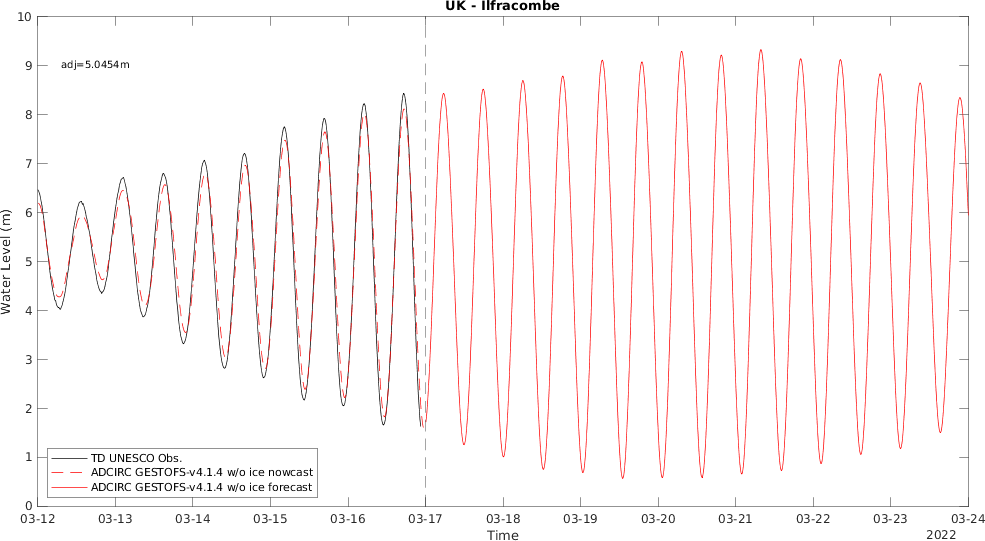 UK - Ilfracombe
adj=5.0454m
Water Level (m)
10
9
8
7
6
5
4
3
2
1
0
TD UNESCO Obs.
ADCIRC GESTOFS-v4.1.4 w/o ice nowcast
ADCIRC GESTOFS-v4.1.4 w/o ice forecast
03-12 03-13 03-14 03-15 03-16 03-17 03-18 03-19 03-20 03-21 03-22 03-23 03-24
Time
2022